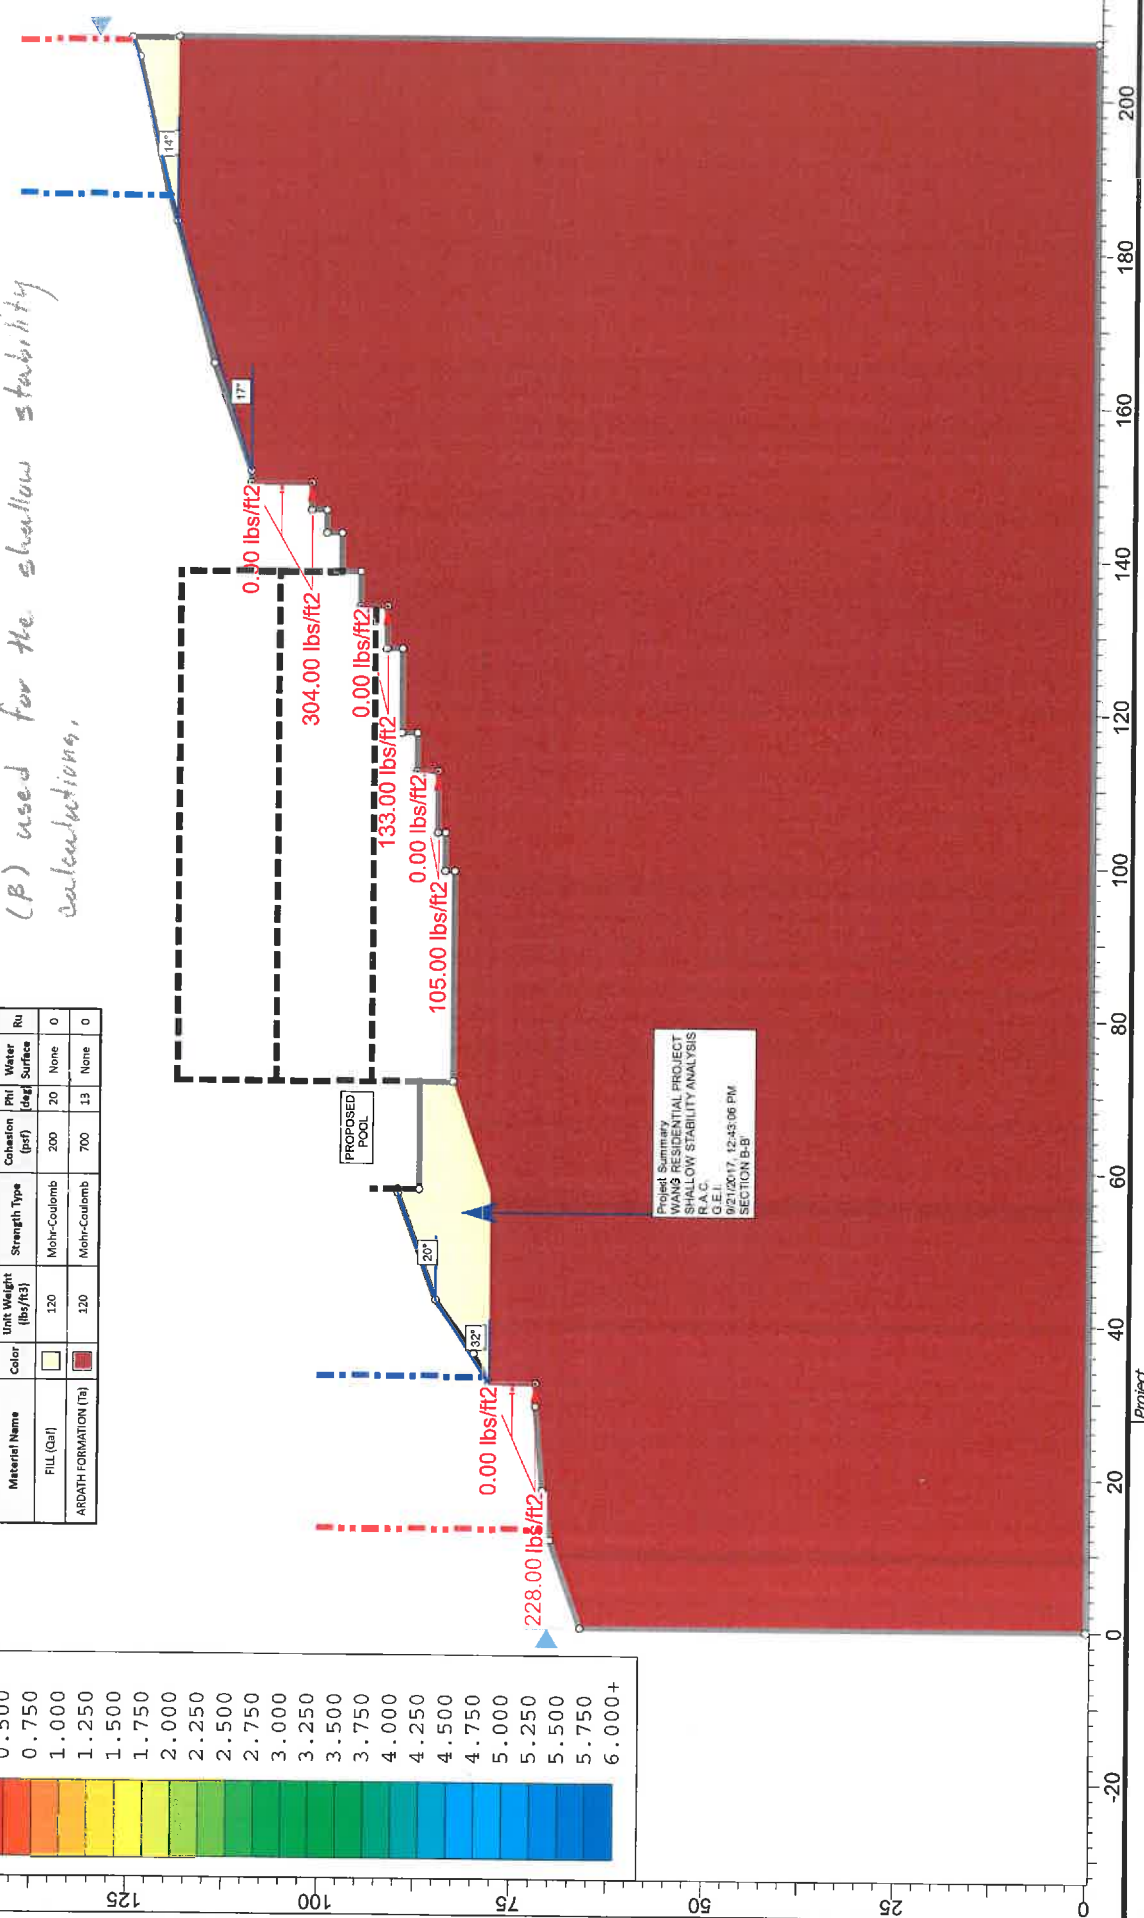 (β) used for the shallow stability
calculations.
Material Name Color Unit Weight (lbs/ft3) Strength Type Cohesion (psf) Phi (deg) Water Surface Ru
FILL (Qaf) 120 Mohr-Coulomb 200 20 None 0
ARDATH FORMATION (Ta) 120 Mohr-Coulomb 700 13 None 0
0.500
0.750
1.000
1.250
1.500
1.750
2.000
2.250
2.500
2.750
3.000
3.250
3.500
3.750
4.000
4.250
4.500
4.750
5.000
5.250
5.500
5.750
6.000+
125
100
75
50
25
0
228.00 lbs/ft2
0.00 lbs/ft2
32°
20°
PROPOSED
POOL
105.00 lbs/ft2
0.00 lbs/ft2
133.00 lbs/ft2
0.00 lbs/ft2
304.00 lbs/ft2
0.00 lbs/ft2
17°
14°
Project Summary
WANG RESIDENTIAL PROJECT
SHALLOW STABILITY ANALYSIS
R.A.C.
G.E.I.
9/21/2017, 12:43:06 PM
SECTION B-B'
-20 0 20 40 60 80 100 120 140 160 180 200
Project